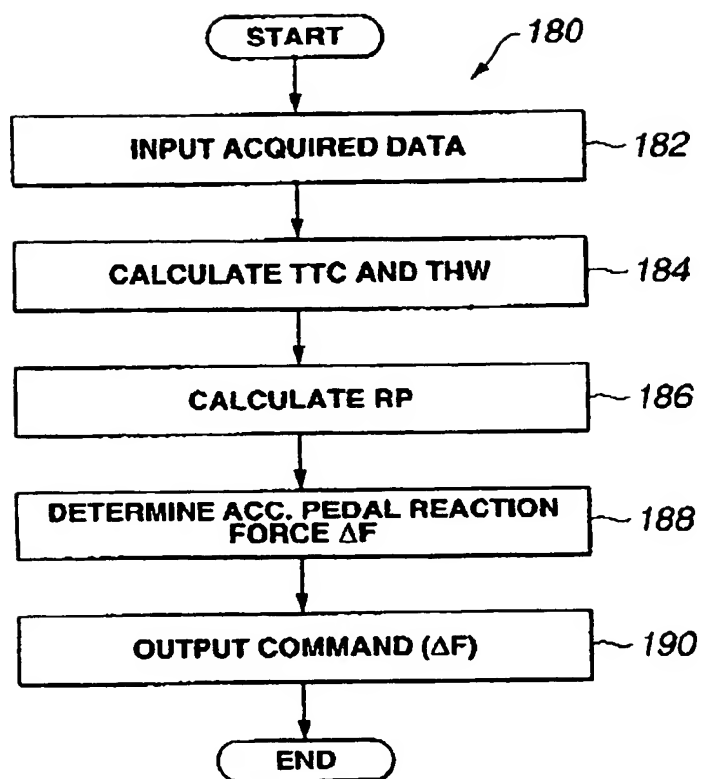 START
180
INPUT ACQUIRED DATA
182
CALCULATE TTC AND THW
184
CALCULATE RP
186
DETERMINE ACC. PEDAL REACTION
FORCE ΔF
188
OUTPUT COMMAND (ΔF)
190
END